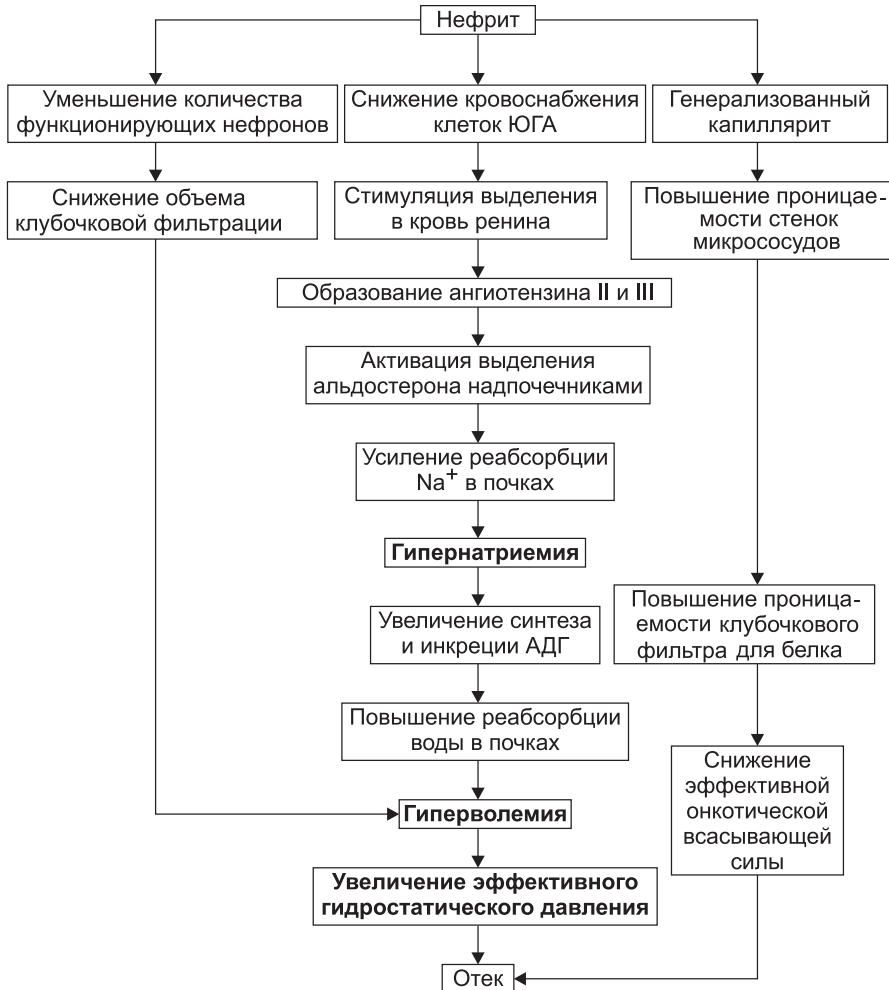 Нефрит
Уменьшение количества
функционирующих нефронов
Снижение кровоснабжения
клеток ЮГА
Генерализованный
капиллярит
Снижение объема
клубочковой фильтрации
Стимуляция выделения
в кровь ренина
Повышение проницае-
мости стенок
микрососудов
Образование ангиотензина II и III
Активация выделения
альдостерона надпочечниками
Усиление реабсорбции
Na⁺ в почках
Гипернатриемия
Увеличение синтеза
и инкреции АДГ
Повышение проница-
емости клубочкового
фильтра для белка
Повышение реабсорбции
воды в почках
Снижение
эффективной
онкотической
всасывающей
силы
Гиперволемия
Увеличение эффективного
гидростатического давления
Отек